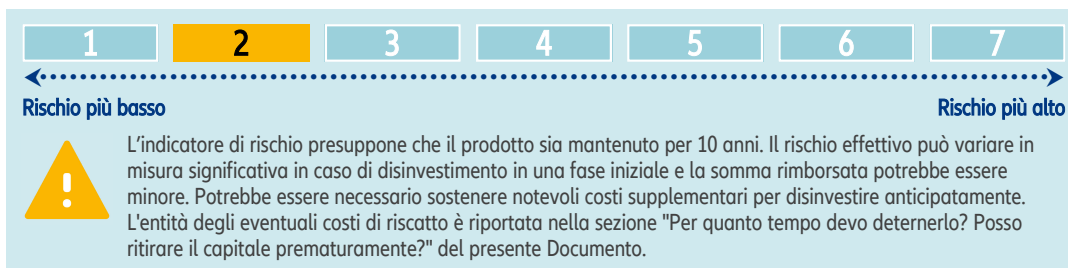 1 2 3 4 5 6 7
Rischio più basso Rischio più alto
L'indicatore di rischio presuppone che il prodotto sia mantenuto per 10 anni. Il rischio effettivo può variare in
misura significativa in caso di disinvestimento in una fase iniziale e la somma rimborsata potrebbe essere
minore. Potrebbe essere necessario sostenere notevoli costi supplementari per disinvestire anticipatamente.
L'entità degli eventuali costi di riscatto è riportata nella sezione "Per quanto tempo devo deternerlo? Posso
ritirare il capitale prematuramente?" del presente Documento.